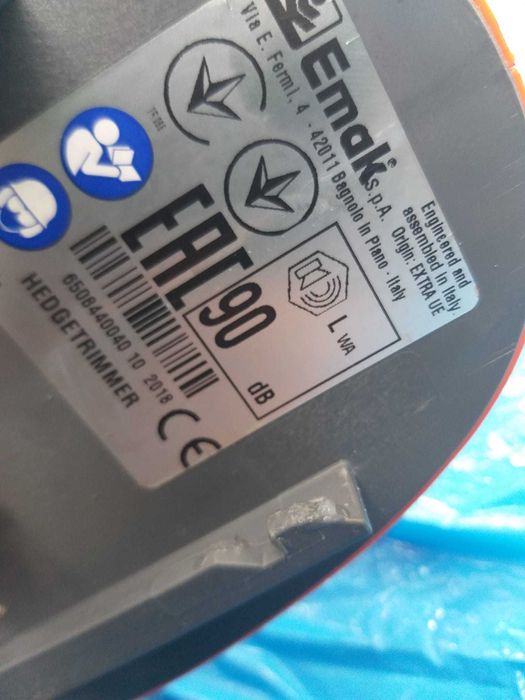 Emak S.p.A.
Via E. Fermi, 4 - 42011 Bagnolo in Piano - Italy
Engineered and
assembled in Italy.
Origin: EXTRA UE
EAC
90 dB
L WA
6508440040 10 2018
HEDGETRIMMER
CE